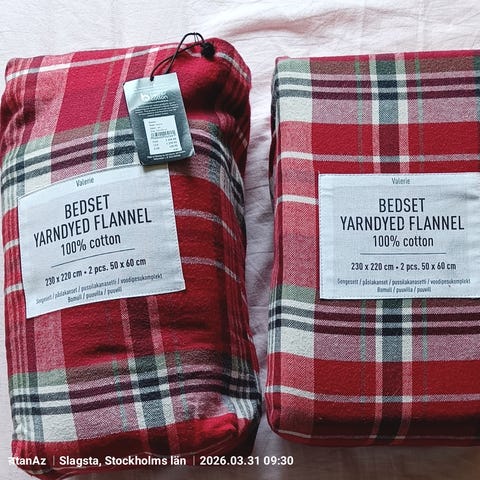 Valerie
BEDSET
YARNDYED FLANNEL
100% cotton
230 x 220 cm • 2 pcs. 50 x 60 cm
Sengesett / påslakanset / pussilakanasetti / voodipesukomplekt
Bomull / puuvilla / puuvill
Valerie
BEDSET
YARNDYED FLANNEL
100% cotton
230 x 220 cm • 2 pcs. 50 x 60 cm
Sengesett / påslakanset / pussilakanasetti / voodipesukomplekt
Bomull / puuvilla / puuvill
Slagsta, Stockholms län | 2026.03.31 09:30